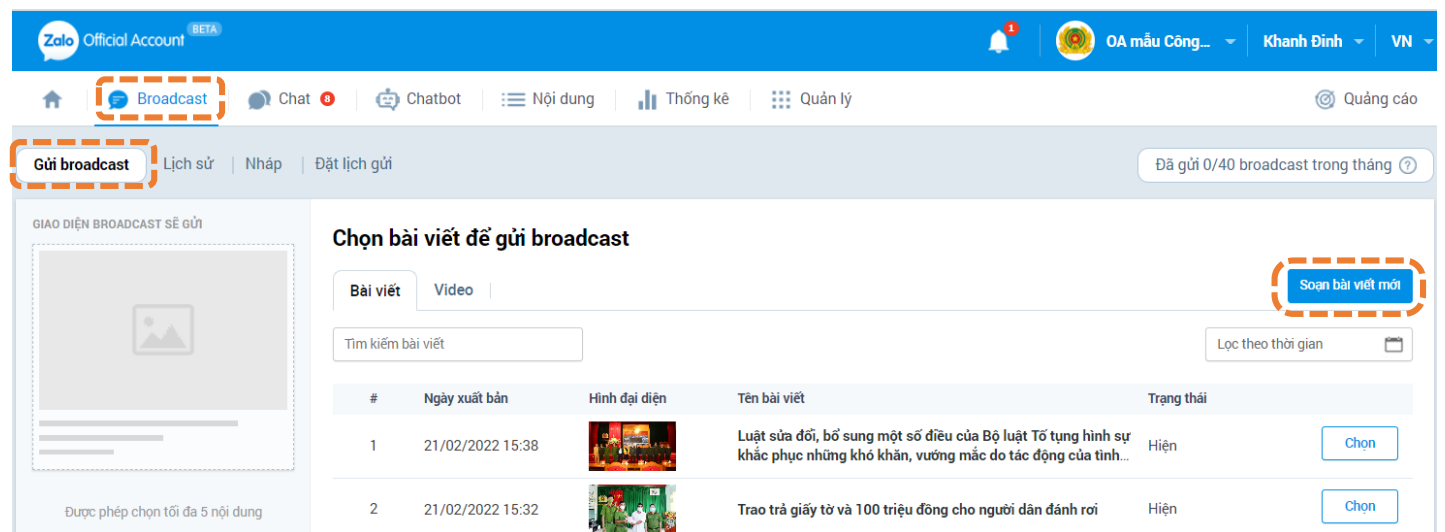 Zalo Official Account BETA 1 OA mẫu Công... Khanh Đinh VN
Broadcast Chat 8 Chatbot Nội dung Thống kê Quản lý Quảng cáo
Gửi broadcast Lịch sử Nháp Đặt lịch gửi Đã gửi 0/40 broadcast trong tháng ?
GIAO DIỆN BROADCAST SẼ GỬI
Chọn bài viết để gửi broadcast
Bài viết Video Soạn bài viết mới
Tìm kiếm bài viết Lọc theo thời gian
# Ngày xuất bản Hình đại diện Tên bài viết Trạng thái
1 21/02/2022 15:38 Luật sửa đổi, bổ sung một số điều của Bộ luật Tố tụng hình sự Hiện Chọn
khắc phục những khó khăn, vướng mắc do tác động của tình...
2 21/02/2022 15:32 Trao trả giấy tờ và 100 triệu đồng cho người dân đánh rơi Hiện Chọn
Được phép chọn tối đa 5 nội dung